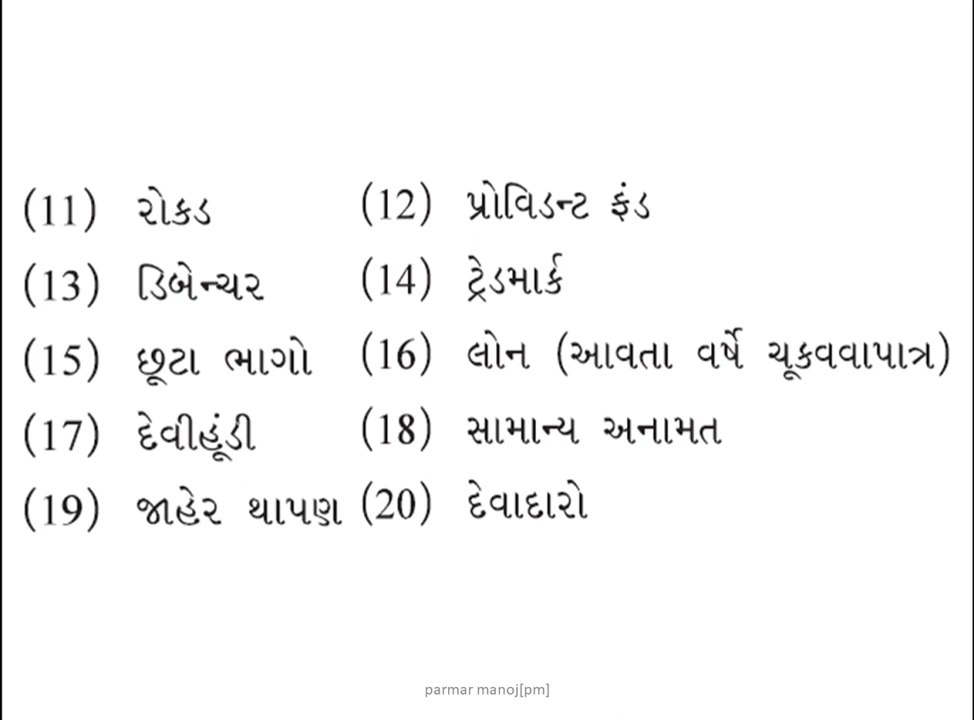 (11) રોકડ (12) પ્રોવિડન્ટ ફંડ
(13) ડિબેન્ચર (14) ટ્રેડમાર્ક
(15) છૂટા ભાગો (16) લોન (આવતા વર્ષે ચૂકવવાપાત્ર)
(17) દેવીહૂંડી (18) સામાન્ય અનામત
(19) જાહેર થાપણ (20) દેવાદારો
parmar manoj[pm]